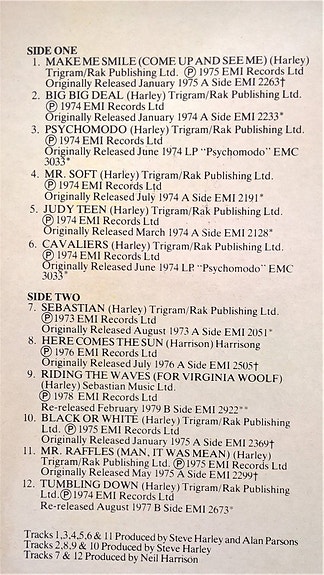 SIDE ONE
1. MAKE ME SMILE (COME UP AND SEE ME) (Harley)
Trigram/Rak Publishing Ltd. Ⓟ 1975 EMI Records Ltd
Originally Released January 1975 A Side EMI 2263†
2. BIG BIG DEAL (Harley) Trigram/Rak Publishing Ltd.
Ⓟ 1974 EMI Records Ltd
Originally Released January 1974 A Side EMI 2233*
3. PSYCHOMODO (Harley) Trigram/Rak Publishing Ltd.
Ⓟ 1974 EMI Records Ltd
Originally Released June 1974 LP "Psychomodo" EMC
3033*
4. MR. SOFT (Harley) Trigram/Rak Publishing Ltd.
Ⓟ 1974 EMI Records Ltd
Originally Released July 1974 A Side EMI 2191*
5. JUDY TEEN (Harley) Trigram/Rak Publishing Ltd.
Ⓟ 1974 EMI Records Ltd
Originally Released March 1974 A Side EMI 2128*
6. CAVALIERS (Harley) Trigram/Rak Publishing Ltd.
Ⓟ 1974 EMI Records Ltd
Originally Released June 1974 LP. "Psychomodo" EMC
3033*
SIDE TWO
7. SEBASTIAN (Harley) Trigram/Rak Publishing Ltd.
Ⓟ 1973 EMI Records Ltd
Originally Released August 1973 A Side EMI 2051*
8. HERE COMES THE SUN (Harrison) Harrisong
Ⓟ 1976 EMI Records Ltd
Originally Released July 1976 A Side EMI 2505†
9. RIDING THE WAVES (FOR VIRGINIA WOOLF)
(Harley) Sebastian Music Ltd.
Ⓟ 1978 EMI Records Ltd
Re-released February 1979 B Side EMI 2922**
10. BLACK OR WHITE (Harley) Trigram/Rak Publishing
Ltd. Ⓟ 1975 EMI Records Ltd
Originally Released January 1975 A Side EMI 2369†
11. MR. RAFFLES (MAN, IT WAS MEAN) (Harley)
Trigram/Rak Publishing Ltd. Ⓟ 1975 EMI Records Ltd
Originally Released May 1975 A Side EMI 2299†
12. TUMBLING DOWN (Harley) Trigram/Rak Publishing
Ltd. Ⓟ 1974 EMI Records Ltd
Re-released August 1977 B Side EMI 2673*
Tracks 1,3,4,5,6 & 11 Produced by Steve Harley and Alan Parsons
Tracks 2,8,9 & 10 Produced by Steve Harley
Tracks 7 & 12 Produced by Neil Harrison